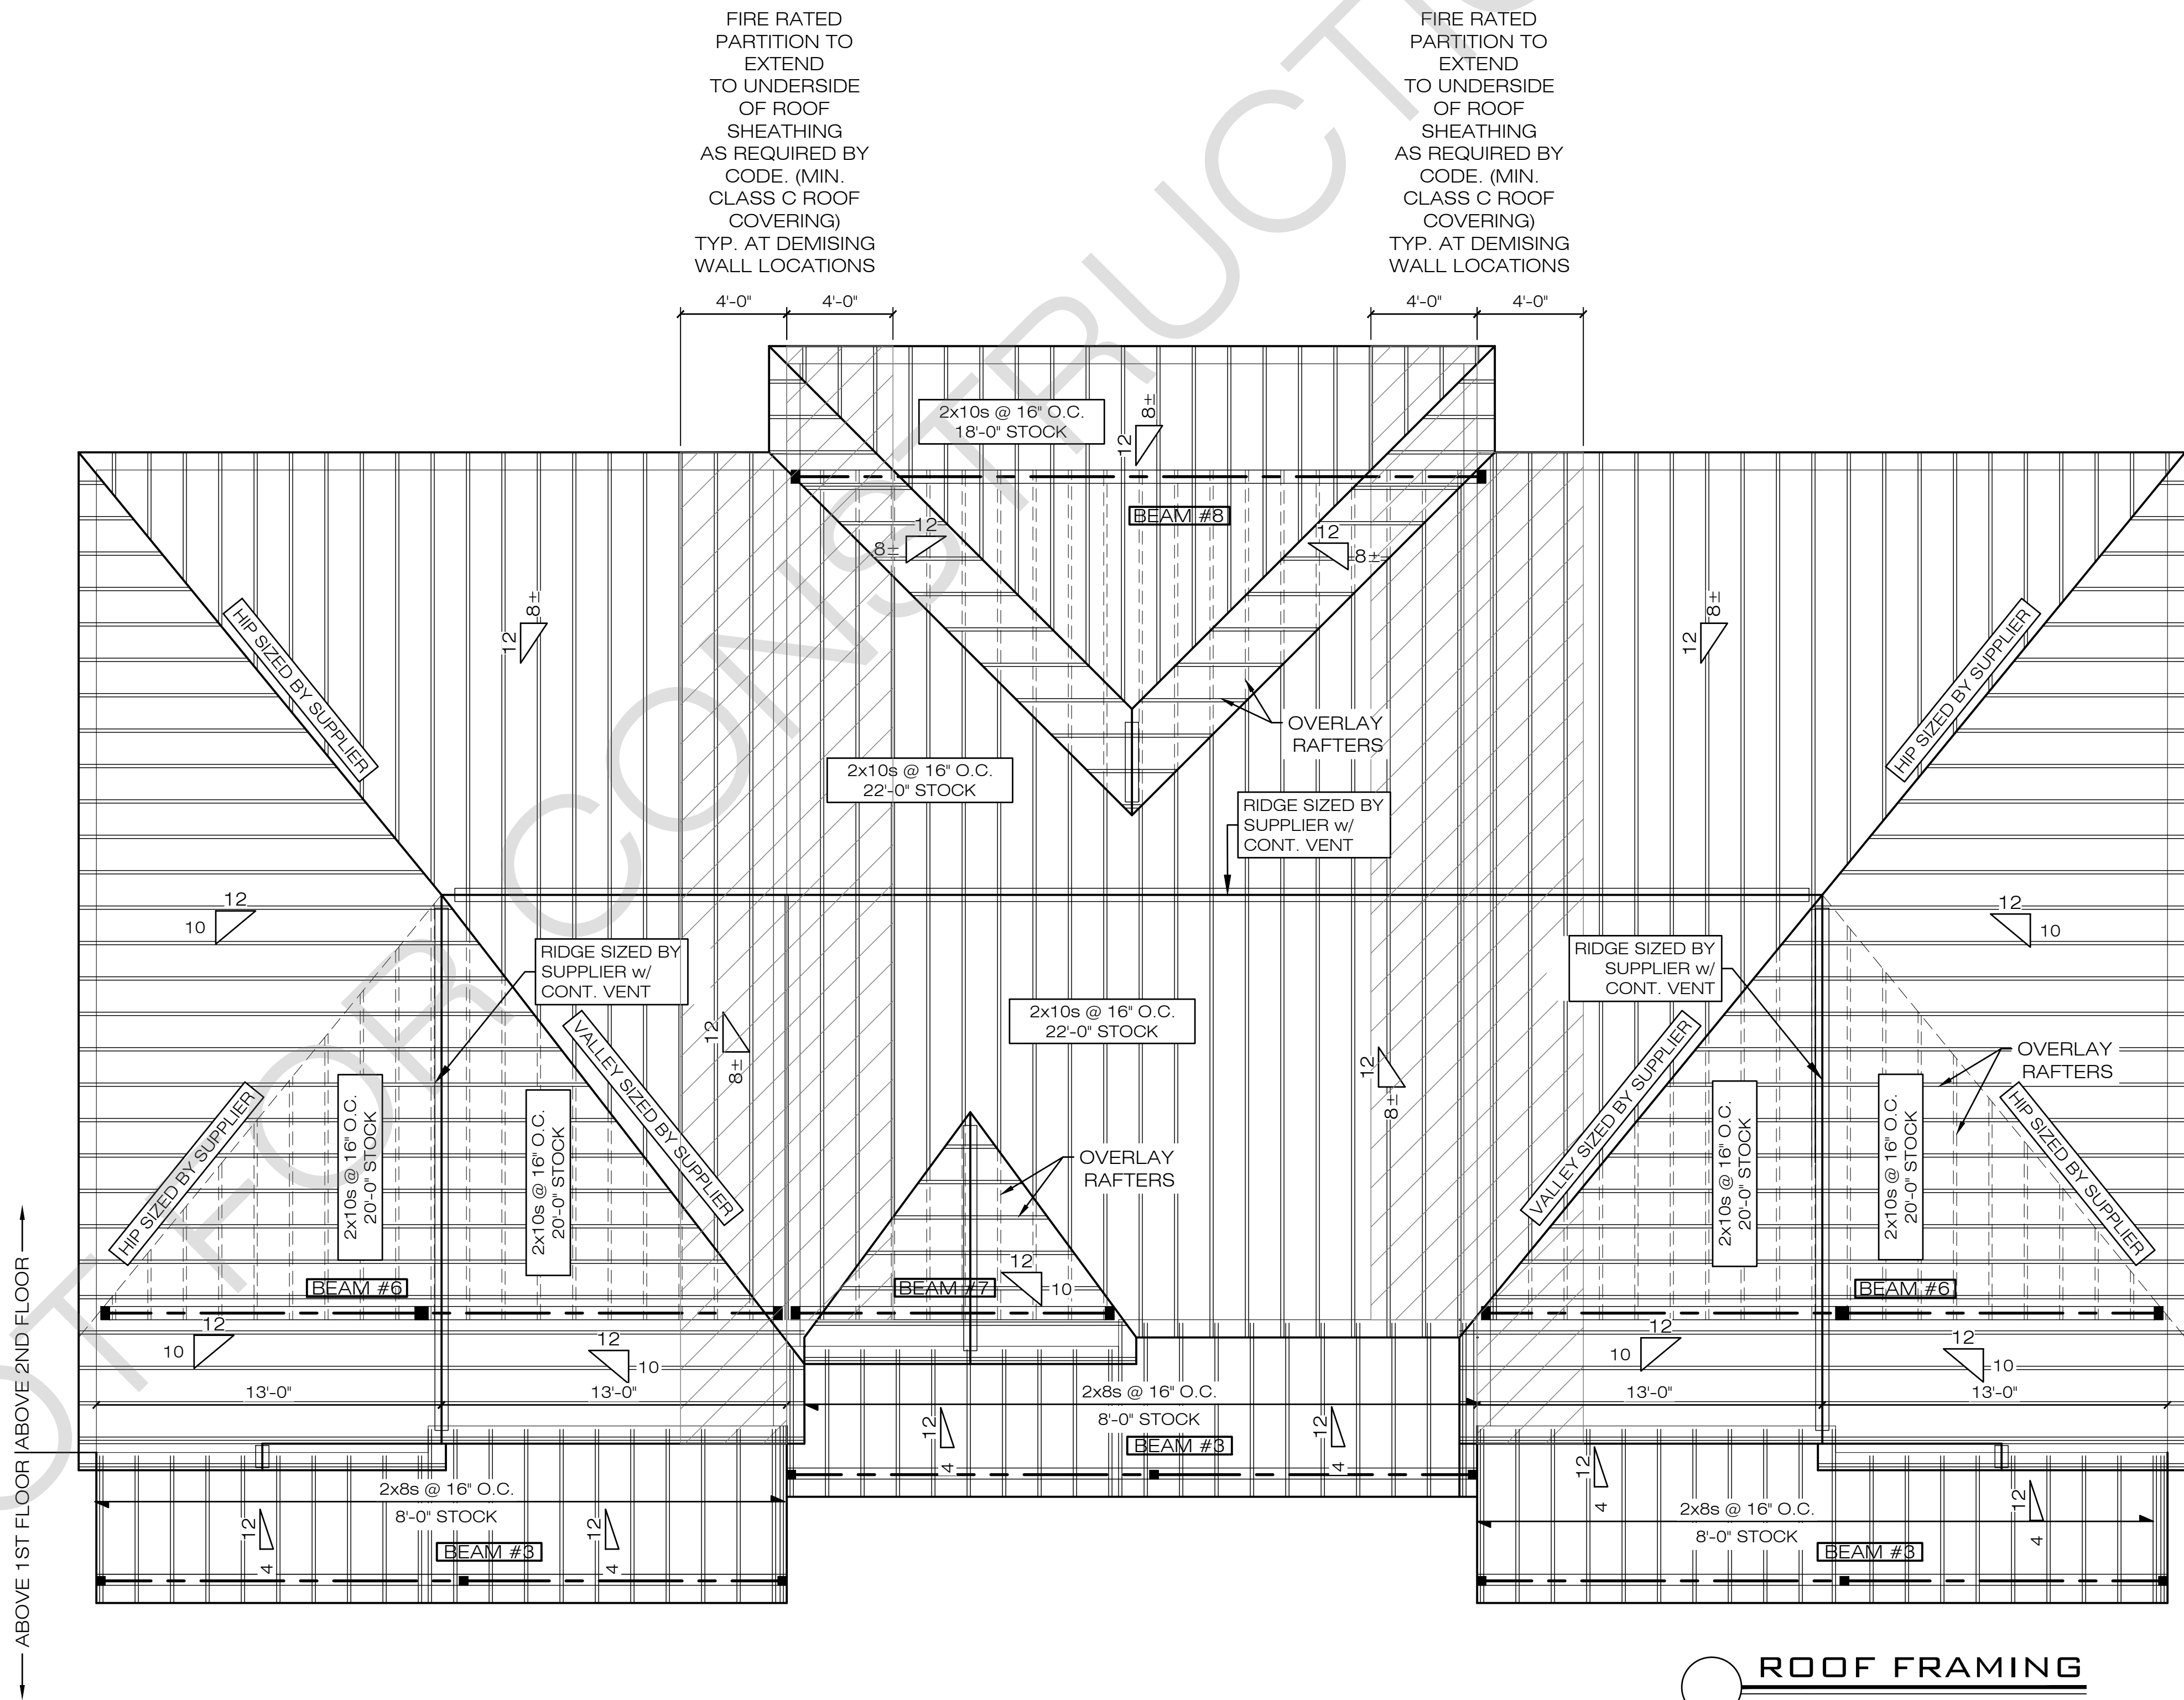 FIRE RATED
PARTITION TO
EXTEND
TO UNDERSIDE
OF ROOF
SHEATHING
AS REQUIRED BY
CODE. (MIN.
CLASS C ROOF
COVERING)
TYP. AT DEMISING
WALL LOCATIONS
FIRE RATED
PARTITION TO
EXTEND
TO UNDERSIDE
OF ROOF
SHEATHING
AS REQUIRED BY
CODE. (MIN.
CLASS C ROOF
COVERING)
TYP. AT DEMISING
WALL LOCATIONS
4'-0"
4'-0"
4'-0"
4'-0"
2x10s @ 16" O.C.
18'-0" STOCK
12
8±
BEAM #8
12
8±
12
8±
HIP SIZED BY SUPPLIER
12
8±
12
8±
HIP SIZED BY SUPPLIER
OVERLAY
RAFTERS
2x10s @ 16" O.C.
22'-0" STOCK
RIDGE SIZED BY
SUPPLIER w/
CONT. VENT
12
10
12
10
RIDGE SIZED BY
SUPPLIER w/
CONT. VENT
RIDGE SIZED BY
SUPPLIER w/
CONT. VENT
2x10s @ 16" O.C.
22'-0" STOCK
12
8±
12
8±
OVERLAY
RAFTERS
HIP SIZED BY SUPPLIER
2x10s @ 16" O.C.
20'-0" STOCK
2x10s @ 16" O.C.
20'-0" STOCK
VALLEY SIZED BY SUPPLIER
OVERLAY
RAFTERS
VALLEY SIZED BY SUPPLIER
2x10s @ 16" O.C.
20'-0" STOCK
2x10s @ 16" O.C.
20'-0" STOCK
HIP SIZED BY SUPPLIER
BEAM #6
BEAM #7
12
10
BEAM #6
12
10
12
10
12
10
12
10
13'-0"
13'-0"
2x8s @ 16" O.C.
8'-0" STOCK
13'-0"
13'-0"
12
4
BEAM #3
12
4
12
4
2x8s @ 16" O.C.
8'-0" STOCK
12
4
12
4
BEAM #3
2x8s @ 16" O.C.
8'-0" STOCK
12
4
BEAM #3
ABOVE 2ND FLOOR
ABOVE 1ST FLOOR
ROOF FRAMING
OT FOR CONSTRUCTIO